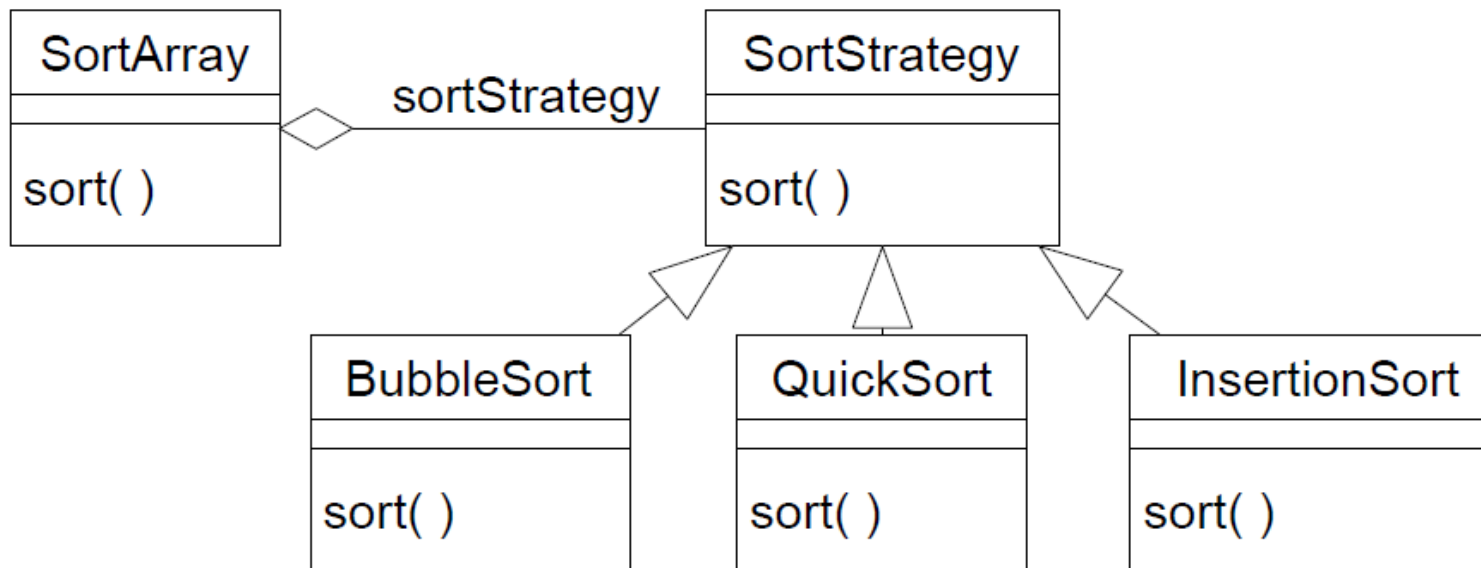 SortArray
sort( )
sortStrategy
SortStrategy
sort( )
BubbleSort
sort( )
QuickSort
sort( )
InsertionSort
sort( )